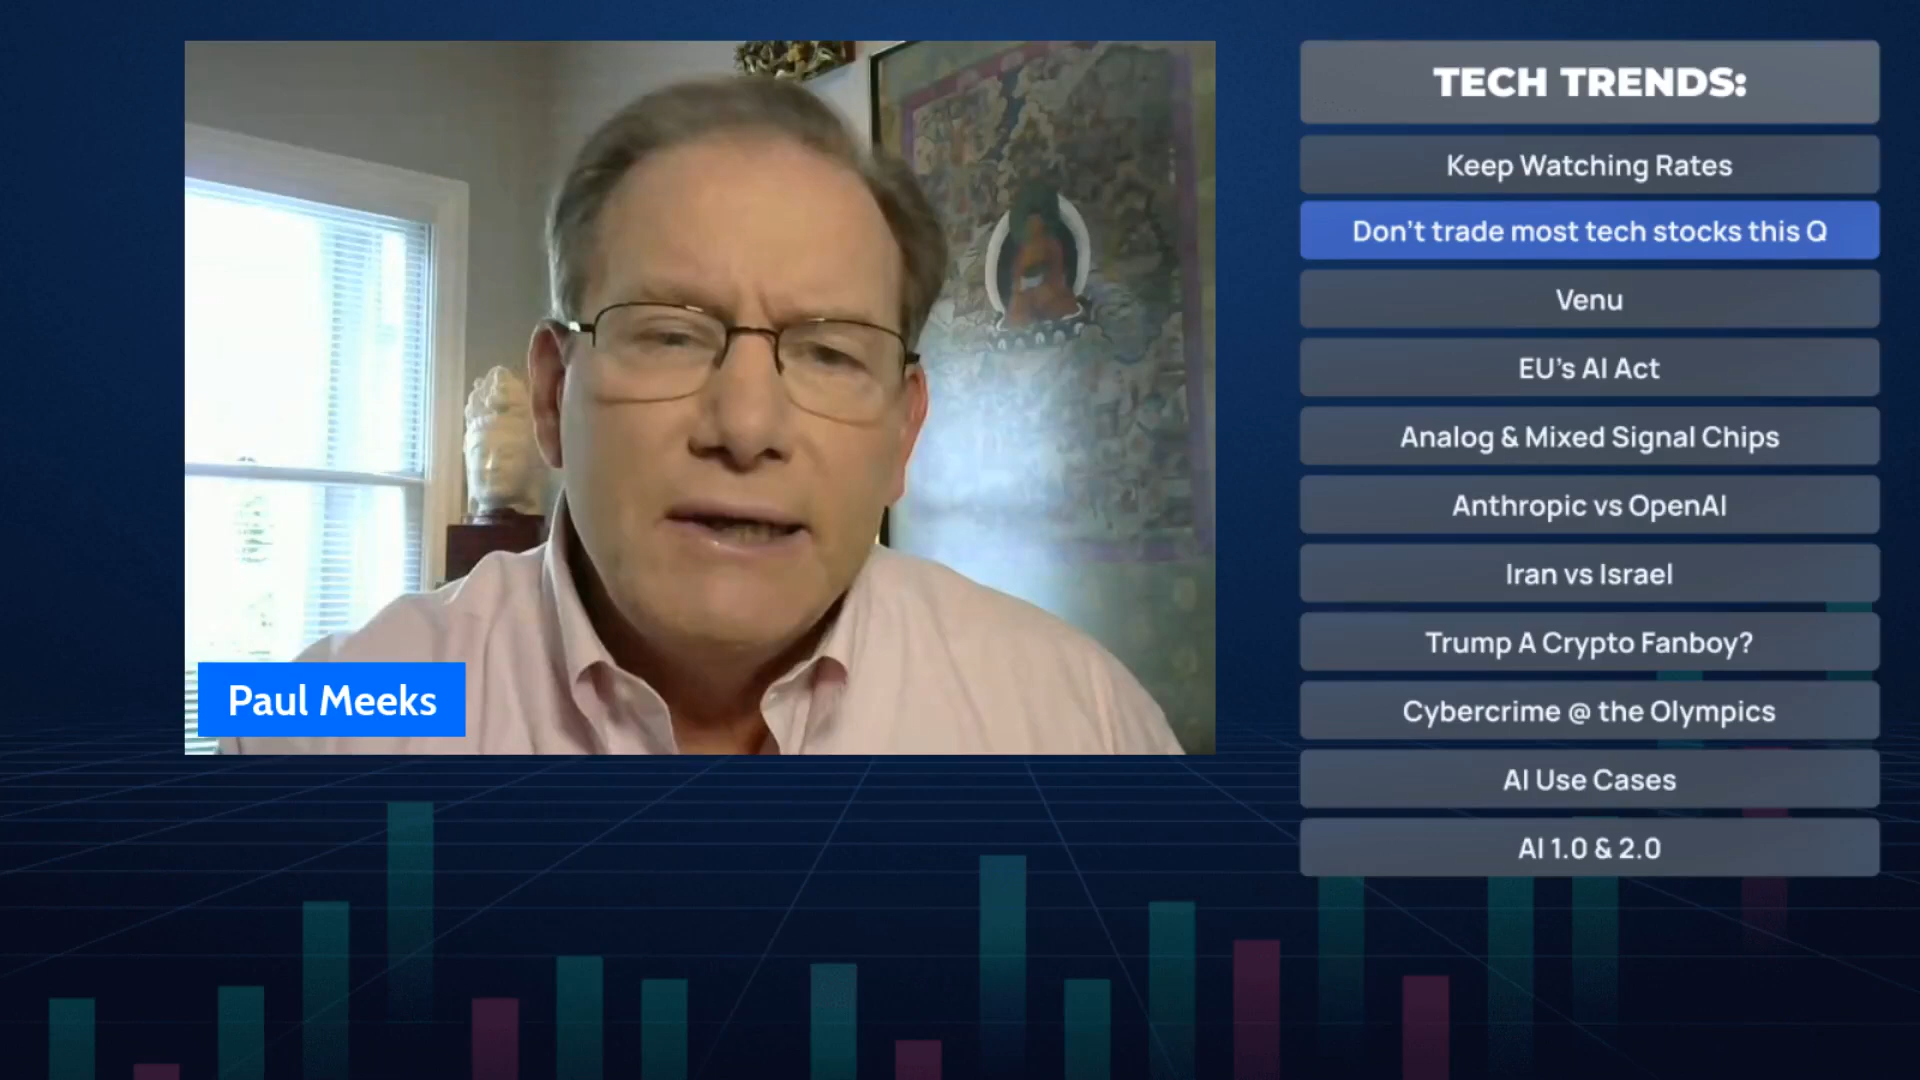 TECH TRENDS:
Keep Watching Rates
Don't trade most tech stocks this Q
Venu
EU's AI Act
Analog & Mixed Signal Chips
Anthropic vs OpenAI
Iran vs Israel
Trump A Crypto Fanboy?
Cybercrime @ the Olympics
AI Use Cases
AI 1.0 & 2.0
Paul Meeks